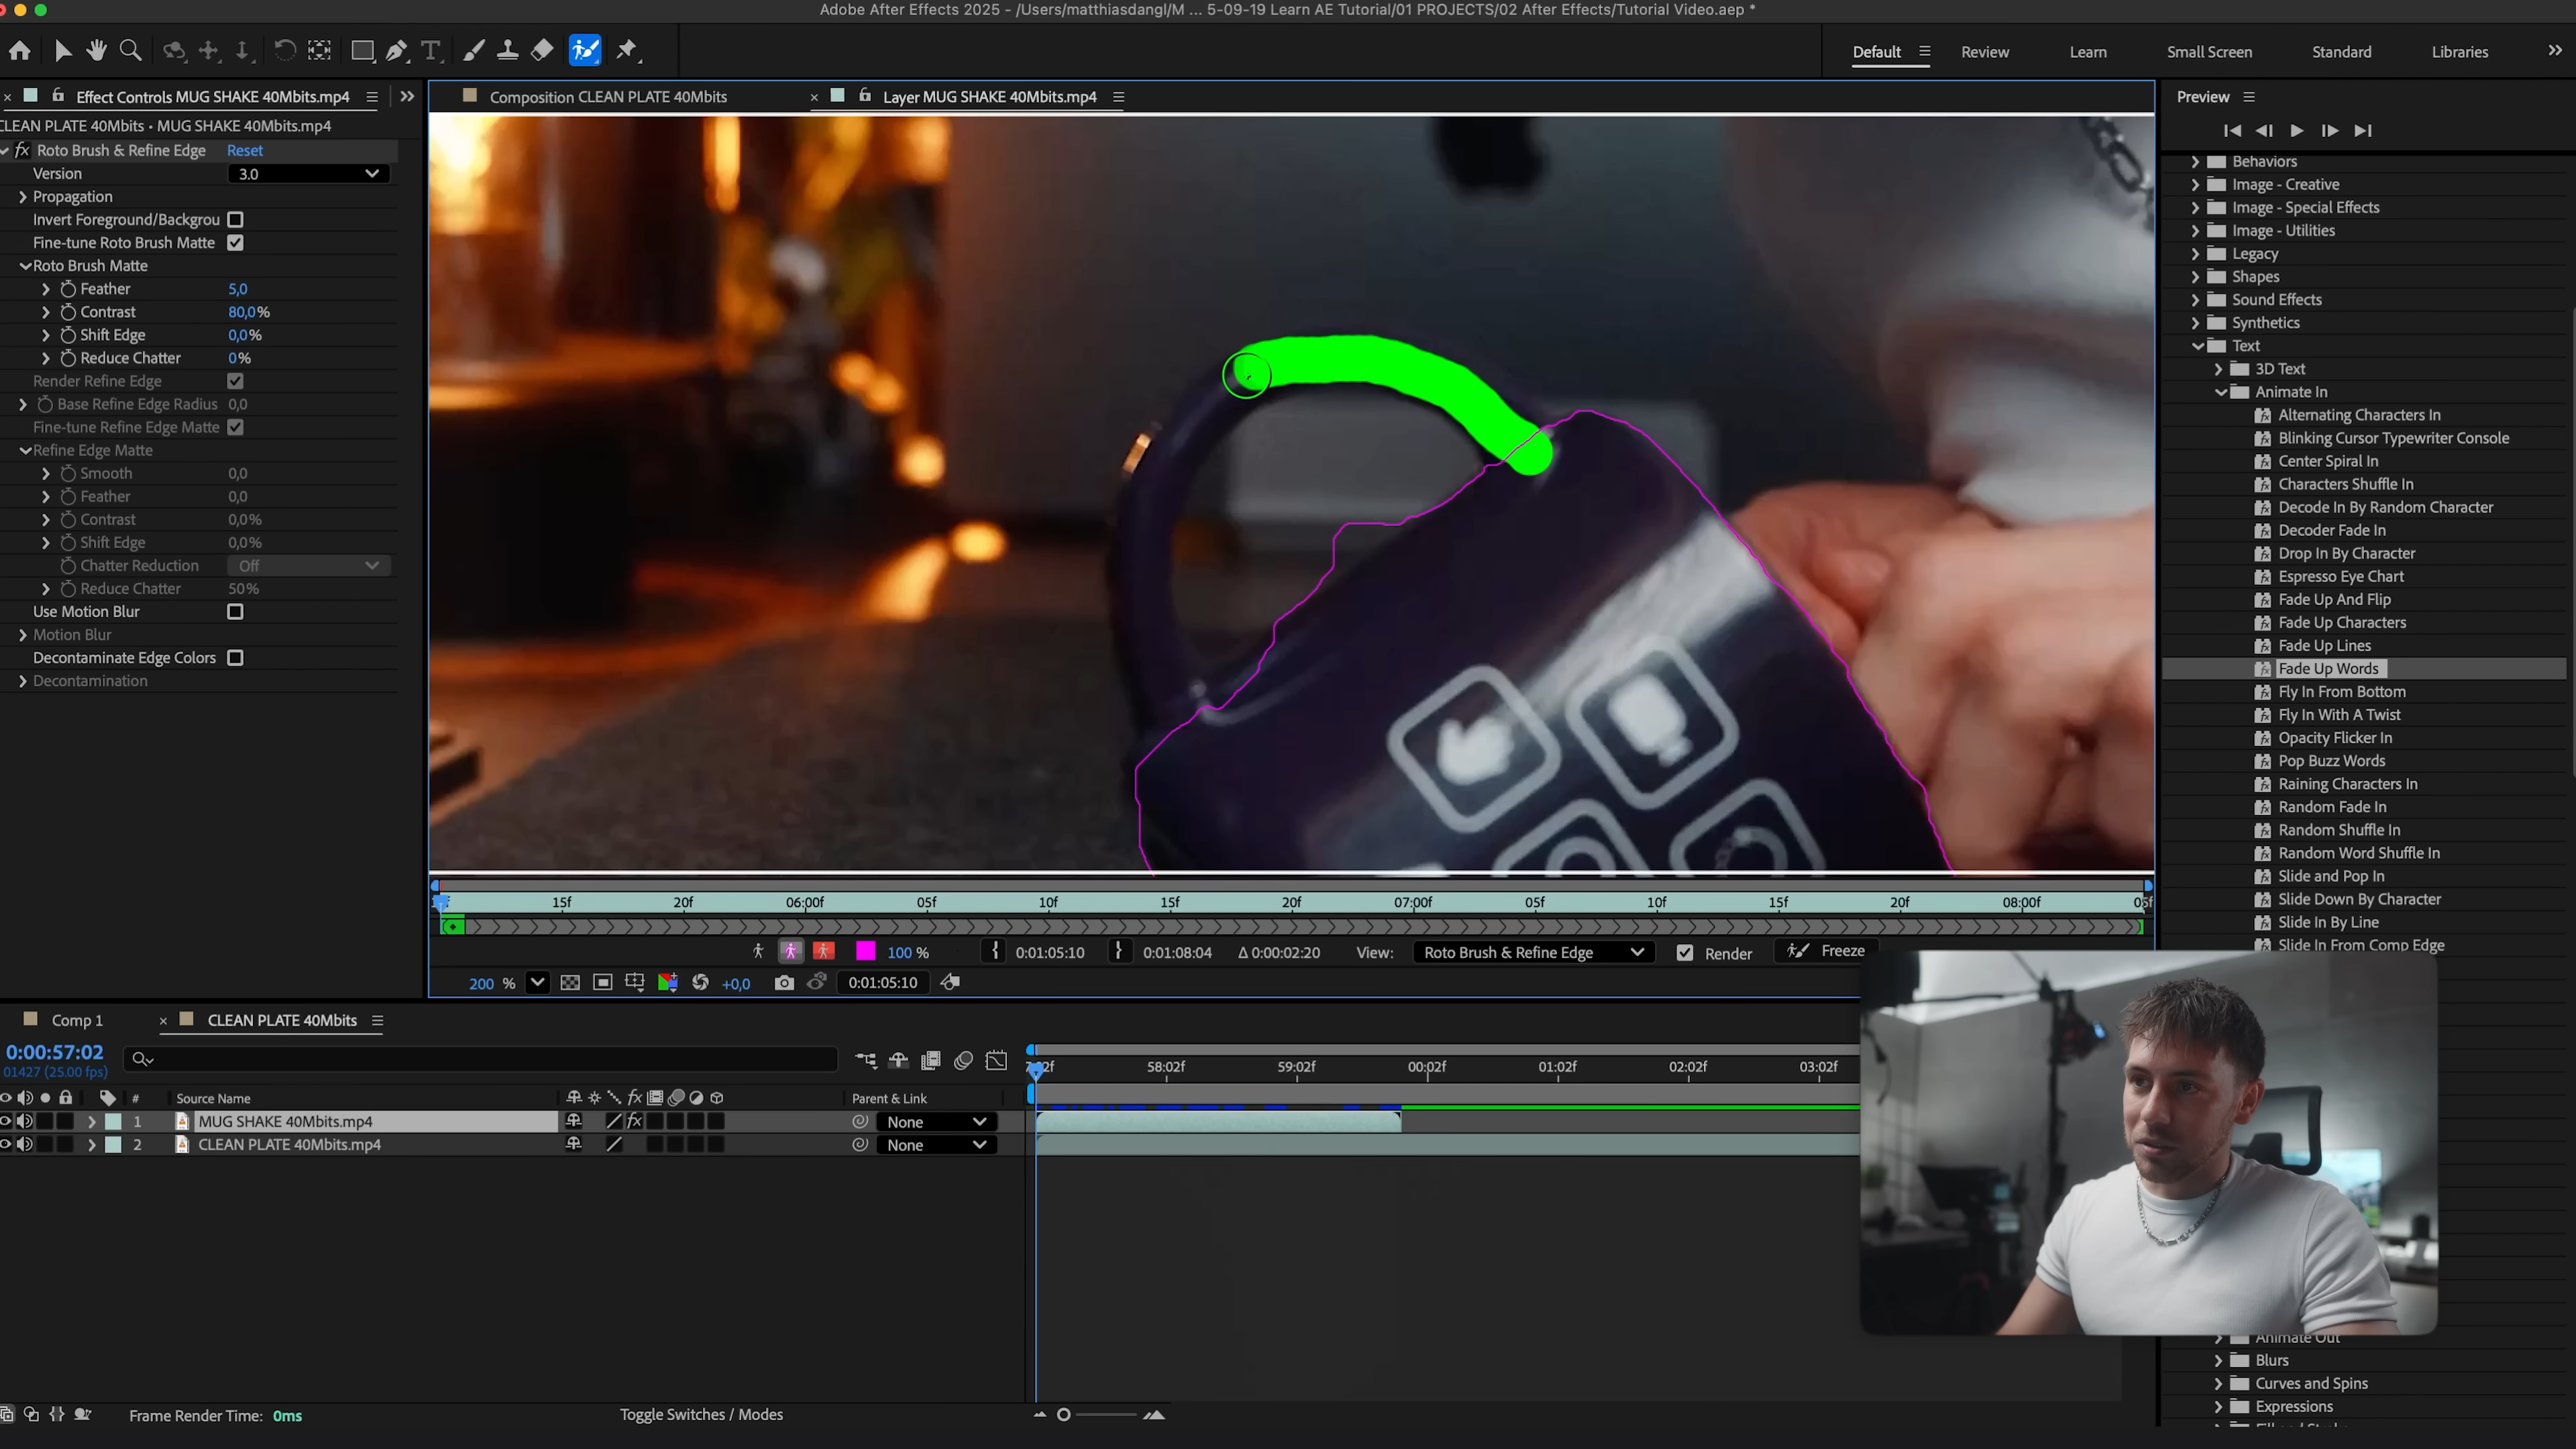 Adobe After Effects 2025 - /Users/matthiasdangl/M ... 5-09-19 Learn AE Tutorial/01 PROJECTS/02 After Effects/Tutorial Video.aep *
Default
Review
Learn
Small Screen
Standard
Libraries
Effect Controls MUG SHAKE 40Mbits.mp4
Composition CLEAN PLATE 40Mbits
Layer MUG SHAKE 40Mbits.mp4
Preview
CLEAN PLATE 40Mbits • MUG SHAKE 40Mbits.mp4
fx Roto Brush & Refine Edge Reset
Version 3.0
Propagation
Invert Foreground/Backgrou
Fine-tune Roto Brush Matte
Roto Brush Matte
Feather 5,0
Contrast 80,0%
Shift Edge 0,0%
Reduce Chatter 0%
Render Refine Edge
Base Refine Edge Radius 0,0
Fine-tune Refine Edge Matte
Refine Edge Matte
Smooth 0,0
Feather 0,0
Contrast 0,0%
Shift Edge 0,0%
Chatter Reduction Off
Reduce Chatter 50%
Use Motion Blur
Motion Blur
Decontaminate Edge Colors
Decontamination
Behaviors
Image - Creative
Image - Special Effects
Image - Utilities
Legacy
Shapes
Sound Effects
Synthetics
Text
3D Text
Animate In
Alternating Characters In
Blinking Cursor Typewriter Console
Center Spiral In
Characters Shuffle In
Decode In By Random Character
Decoder Fade In
Drop In By Character
Espresso Eye Chart
Fade Up And Flip
Fade Up Characters
Fade Up Lines
Fade Up Words
Fly In From Bottom
Fly In With A Twist
Opacity Flicker In
Pop Buzz Words
Raining Characters In
Random Fade In
Random Shuffle In
Random Word Shuffle In
Slide and Pop In
Slide Down By Character
Slide In By Line
Slide In From Comp Edge
Animate Out
Blurs
Curves and Spins
Expressions
15f 20f 06:00f 05f 10f 15f 20f 07:00f 05f 10f 15f 20f 08:00f 05f
100 % 0:01:05:10 0:01:08:04 Δ 0:00:02:20 View: Roto Brush & Refine Edge Render Freeze
200 % +0,0 0:01:05:10
Comp 1
CLEAN PLATE 40Mbits
0:00:57:02
01427 (25.00 fps)
7:02f 58:02f 59:02f 00:02f 01:02f 02:02f 03:02f
# Source Name fx Parent & Link
1 MUG SHAKE 40Mbits.mp4 fx None
2 CLEAN PLATE 40Mbits.mp4 None
Frame Render Time: 0ms
Toggle Switches / Modes